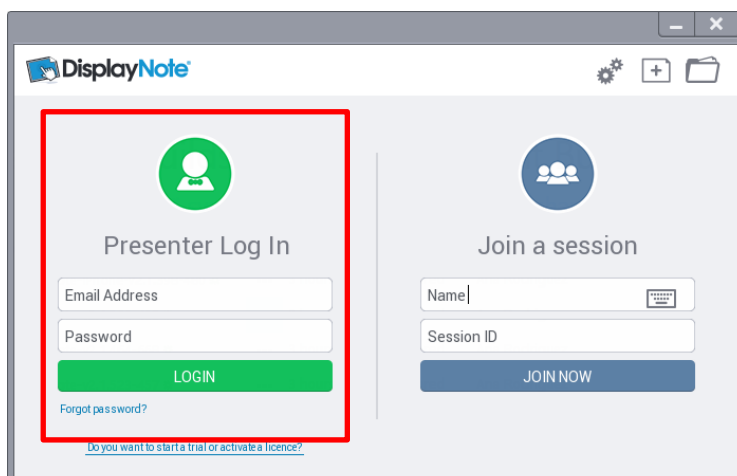 DisplayNote
Presenter Log In
Email Address
Password
LOGIN
Forgot password?
Do you want to start a trial or activate a licence?
Join a session
Name
Session ID
JOIN NOW